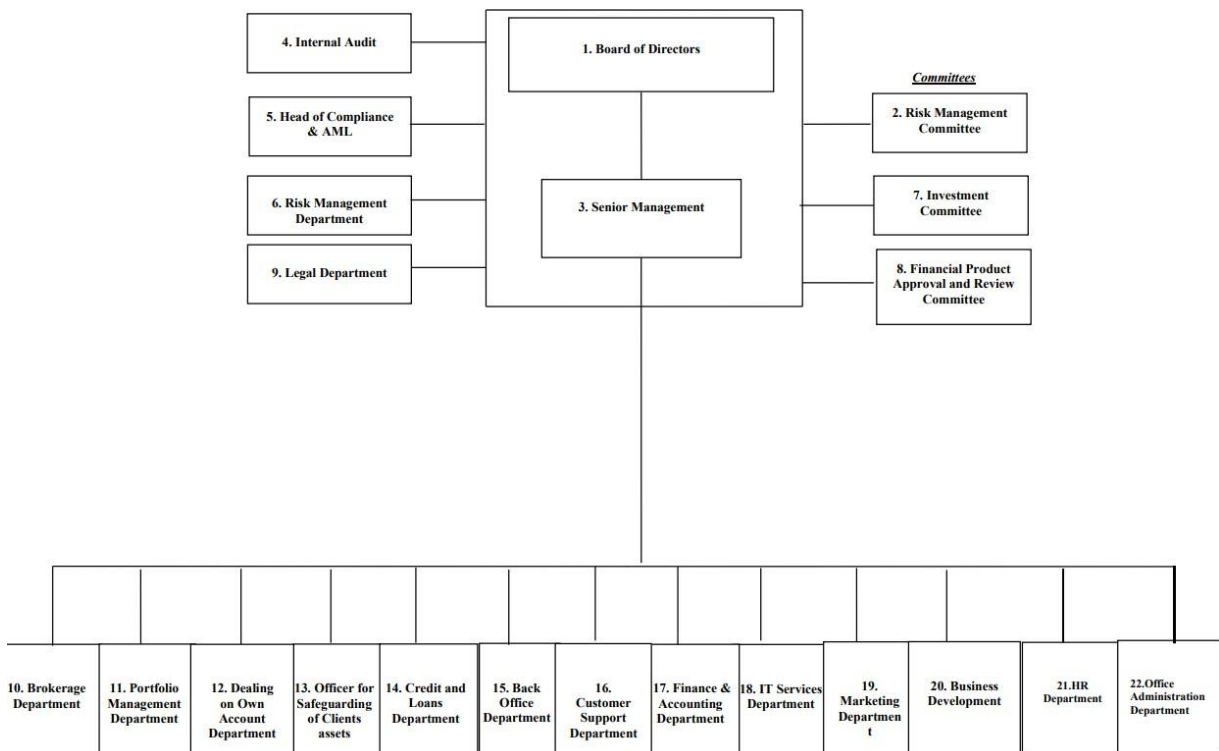 4. Internal Audit
1. Board of Directors
Committees
5. Head of Compliance
& AML
2. Risk Management
Committee
6. Risk Management
Department
3. Senior Management
7. Investment
Committee
9. Legal Department
8. Financial Product
Approval and Review
Committee
10. Brokerage
Department
11. Portfolio
Management
Department
12. Dealing
on Own
Account
Department
13. Officer for
Safeguarding
of Clients
assets
14. Credit and
Loans
Department
15. Back
Office
Department
16.
Customer
Support
Department
17. Finance &
Accounting
Department
18. IT Services
Department
19.
Marketing
Departmen
t
20. Business
Development
21.HR
Department
22.Office
Administration
Department